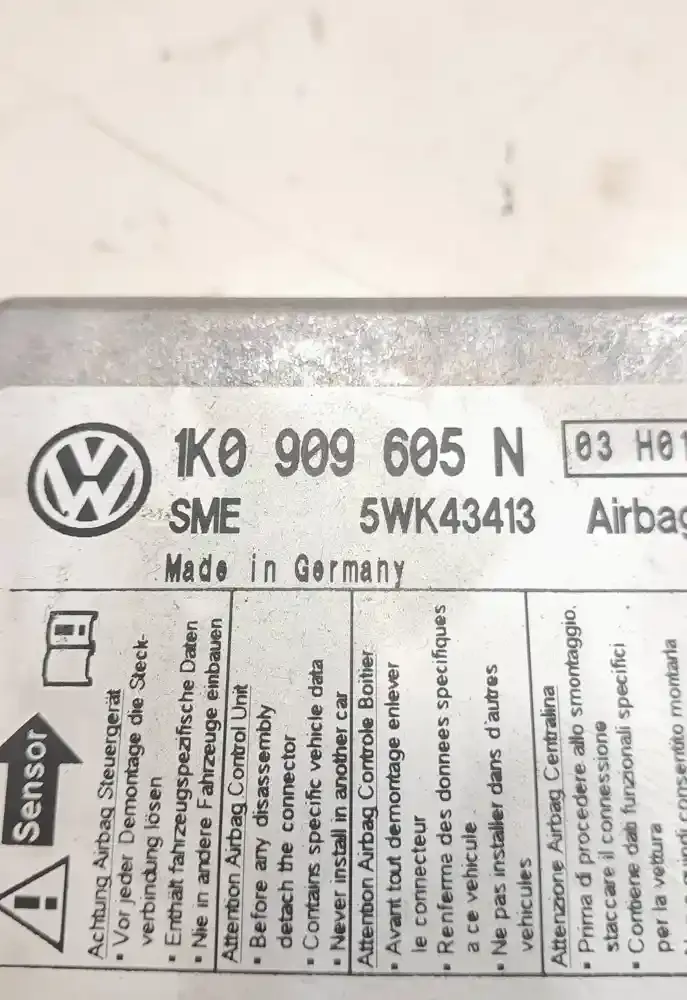 1K0 909 605 N 03 H01
SME 5WK43413 Airbag
Made in Germany
Sensor
Achtung Airbag Steuergerät
• Vor jeder Demontage die Steck-
verbindung lösen
• Enthält fahrzeugspezifische Daten
• Nie in andere Fahrzeuge einbauen
Attention Airbag Control Unit
• Before any disassembly
detach the connector
• Contains specific vehicle data
• Never install in another car
Attention Airbag Controle Boitier
• Avant tout demontage enlever
le connecteur
• Renferme des donnees specifiques
a ce vehicule
• Ne pas installer dans d'autres
vehicules
Attenzione Airbag Centralina
• Prima di procedere allo smontaggio,
staccare il connessione
• Contiene dati funzionali specifici
per la vettura
quindi consentito montarla